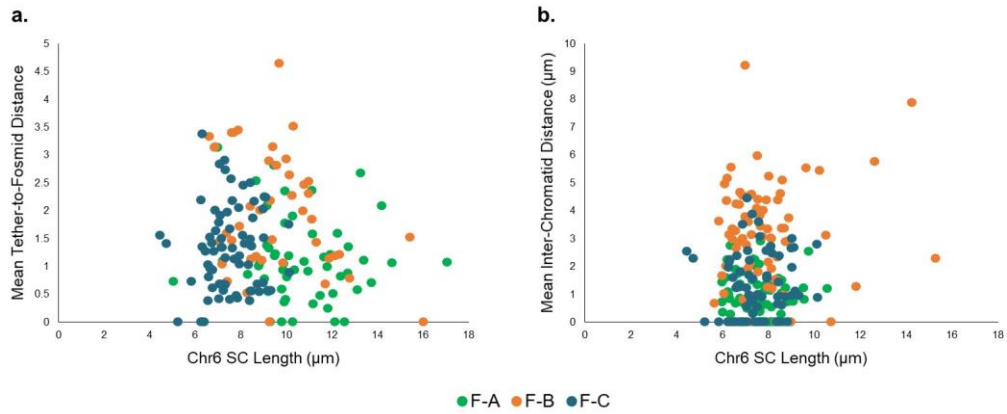 a.
5
4.5
4
3.5
3
2.5
2
1.5
1
0.5
0
Mean Tether-to-Fosmid Distance
0 2 4 6 8 10 12 14 16 18
Chr6 SC Length (µm)
b.
10
9
8
7
6
5
4
3
2
1
0
Mean Inter-Chromatid Distance (µm)
0 2 4 6 8 10 12 14 16 18
Chr6 SC Length (µm)
F-A F-B F-C